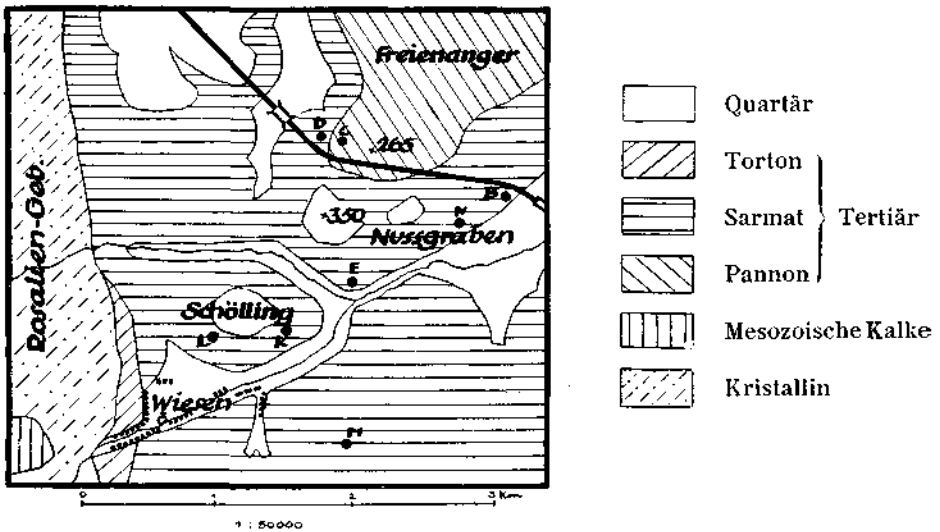 Freienanger
D
C
.265
Rosalien-Geb.
B
.350
Nussgraben
E
Schölling
L
K
Wiesen
M
0 1 2 3 Km
1 : 50000
Quartär
Torton
Sarmat
Tertiär
Pannon
Mesozoische Kalke
Kristallin